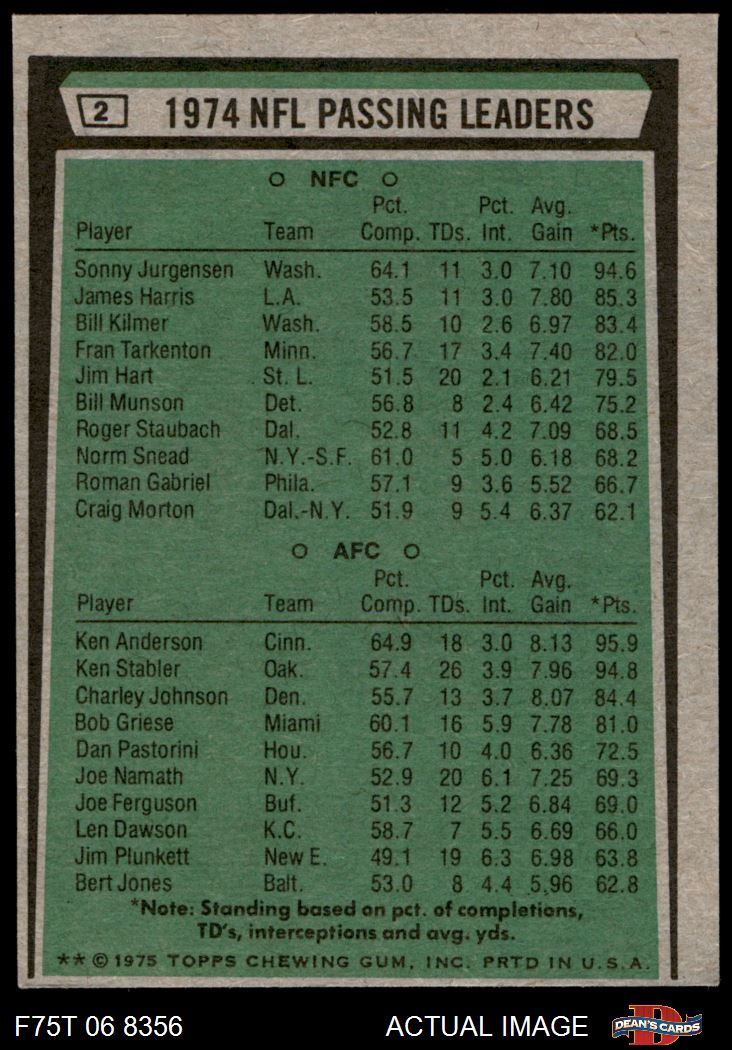 2 1974 NFL PASSING LEADERS
O NFC O
Pct. Pct. Avg.
Player Team Comp. TDs. Int. Gain *Pts.
Sonny Jurgensen Wash. 64.1 11 3.0 7.10 94.6
James Harris L.A. 53.5 11 3.0 7.80 85.3
Bill Kilmer Wash. 58.5 10 2.6 6.97 83.4
Fran Tarkenton Minn. 56.7 17 3.4 7.40 82.0
Jim Hart St. L. 51.5 20 2.1 6.21 79.5
Bill Munson Det. 56.8 8 2.4 6.42 75.2
Roger Staubach Dal. 52.8 11 4.2 7.09 68.5
Norm Snead N.Y.-S.F. 61.0 5 5.0 6.18 68.2
Roman Gabriel Phila. 57.1 9 3.6 5.52 66.7
Craig Morton Dal.-N.Y. 51.9 9 5.4 6.37 62.1
O AFC O
Pct. Pct. Avg.
Player Team Comp. TDs. Int. Gain *Pts.
Ken Anderson Cinn. 64.9 18 3.0 8.13 95.9
Ken Stabler Oak. 57.4 26 3.9 7.96 94.8
Charley Johnson Den. 55.7 13 3.7 8.07 84.4
Bob Griese Miami 60.1 16 5.9 7.78 81.0
Dan Pastorini Hou. 56.7 10 4.0 6.36 72.5
Joe Namath N.Y. 52.9 20 6.1 7.25 69.3
Joe Ferguson Buf. 51.3 12 5.2 6.84 69.0
Len Dawson K.C. 58.7 7 5.5 6.69 66.0
Jim Plunkett New E. 49.1 19 6.3 6.98 63.8
Bert Jones Balt. 53.0 8 4.4 5.96 62.8
*Note: Standing based on pct. of completions,
TD's, interceptions and avg. yds.
** © 1975 TOPPS CHEWING GUM, INC. PRTD IN U.S.A.
F75T 06 8356 ACTUAL IMAGE D DEAN'S CARDS